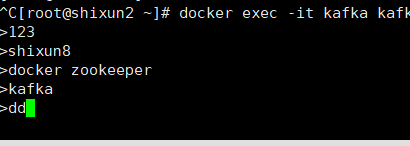 ^C[root@shixun2 ~]# docker exec -it kafka kafk
>123
>shixun8
>docker zookeeper
>kafka
>dd